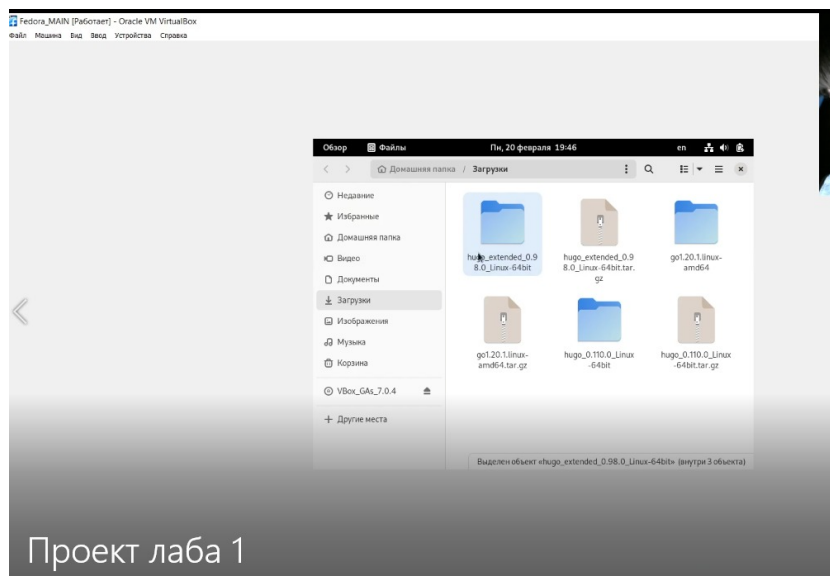 Fedora_MAIN [Работает] - Oracle VM VirtualBox
Файл Машина Вид Ввод Устройства Справка
Обзор Файлы Пн, 20 февраля 19:46 en
Домашняя папка / Загрузки
Недавние
Избранные
Домашняя папка
Видео
Документы
Загрузки
Изображения
Музыка
Корзина
VBox_GAs_7.0.4
Другие места
hugo_extended_0.9
8.0_Linux-64bit
hugo_extended_0.9
8.0_Linux-64bit.tar.
gz
go1.20.1.linux-
amd64
go1.20.1.linux-
amd64.tar.gz
hugo_0.110.0_Linux
-64bit
hugo_0.110.0_Linux
-64bit.tar.gz
Выделен объект «hugo_extended_0.98.0_Linux-64bit» (внутри 3 объекта)
Проект лаба 1